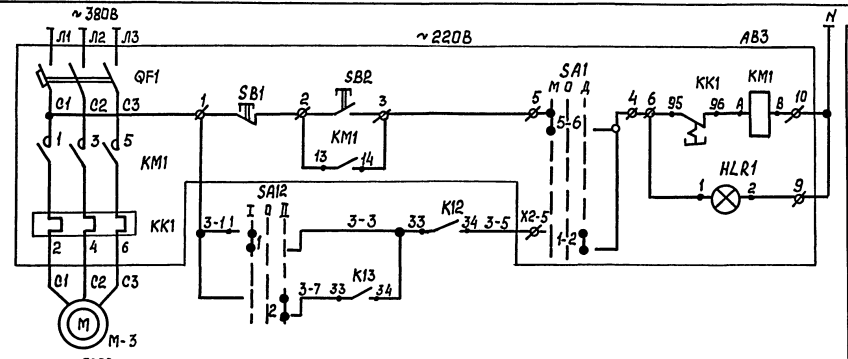 ~380В
Л1 Л2 Л3
N
~220В
АВ3
QF1
С1 С2 С3
1
SB1
2
SB2
3
КМ1
13 14
5
SA1
М О Д
5-6
4 6
КК1
95 96
КМ1
А В
10
1 3 5
КМ1
HLR1
1 2
9
SA12
I О II
КК1
2 4 6
3-1 1
1
3-3
33 К12 34
3-5
Х2-5
1-2
2
3-7
33 К13 34
С1 С2 С3
М
М-3